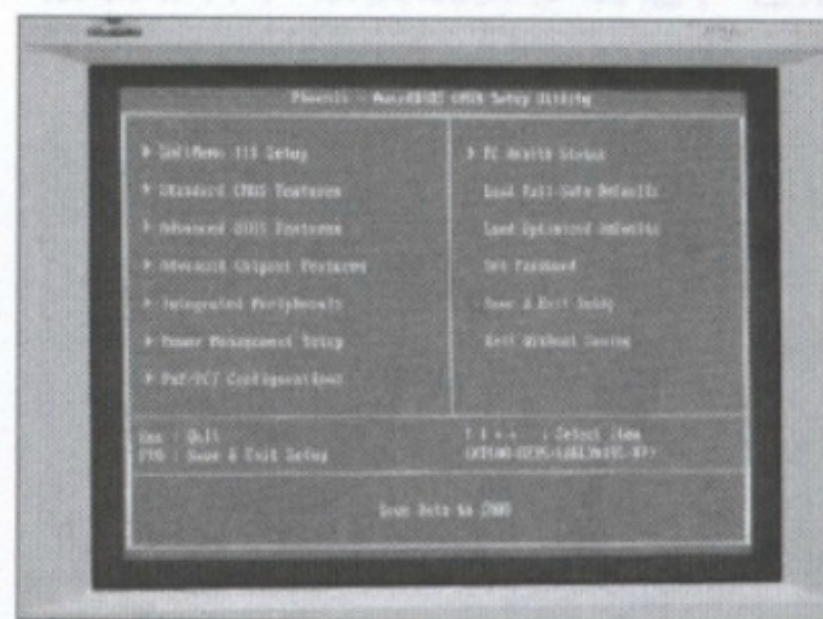 Phoenix - AwardBIOS CMOS Setup Utility
Setup
Standard CMOS Features
Advanced BIOS Features
Advanced Chipset Features
Integrated Peripherals
Power Management Setup
PnP/PCI Configurations
PC Health Status
Load Fail-Safe Defaults
Load Optimized Defaults
Set Password
Save & Exit Setup
Exit Without Saving
Esc : Quit
F10 : Save & Exit Setup
: Select Item
Save Data to CMOS